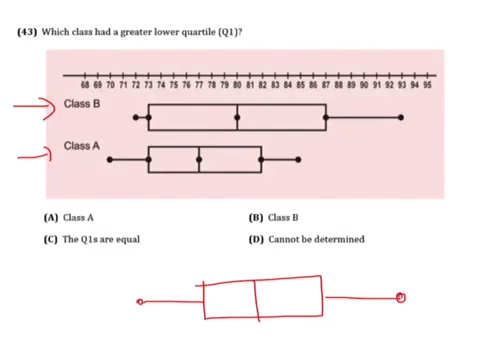 (43) Which class had a greater lower quartile (Q1)?
68 69 70 71 72 73 74 75 76 77 78 79 80 81 82 83 84 85 86 87 88 89 90 91 92 93 94 95
Class B
Class A
(A) Class A (B) Class B
(C) The Q1s are equal (D) Cannot be determined